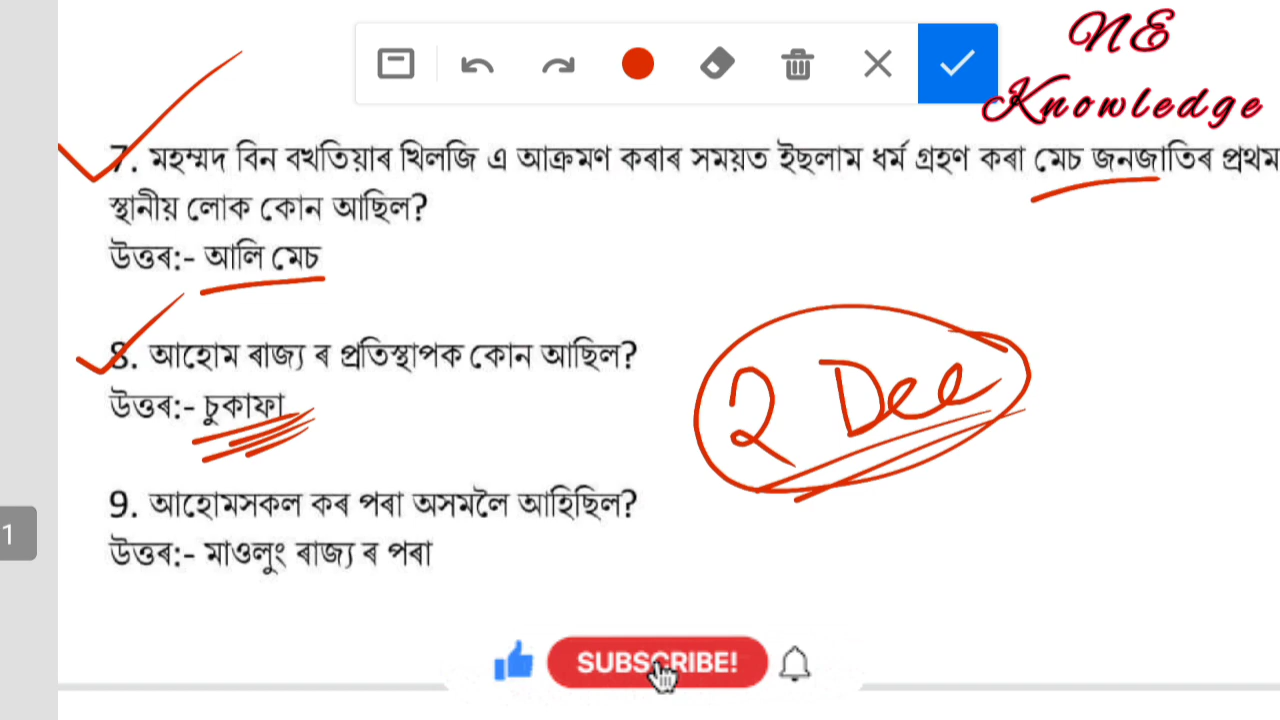 NE
Knowledge
7. মহম্মদ বিন বখতিয়াৰ খিলজি এ আক্ৰমণ কৰাৰ সময়ত ইছলাম ধৰ্ম গ্ৰহণ কৰা মেচ জনজাতিৰ প্ৰথম
স্থানীয় লোক কোন আছিল?
উত্তৰ:- আলি মেচ
8. আহোম ৰাজ্য ৰ প্ৰতিস্থাপক কোন আছিল?
উত্তৰ:- চুকাফা
2 Dee
9. আহোমসকল কৰ পৰা অসমলৈ আহিছিল?
উত্তৰ:- মাওলুং ৰাজ্য ৰ পৰা
1
SUBSCRIBE!